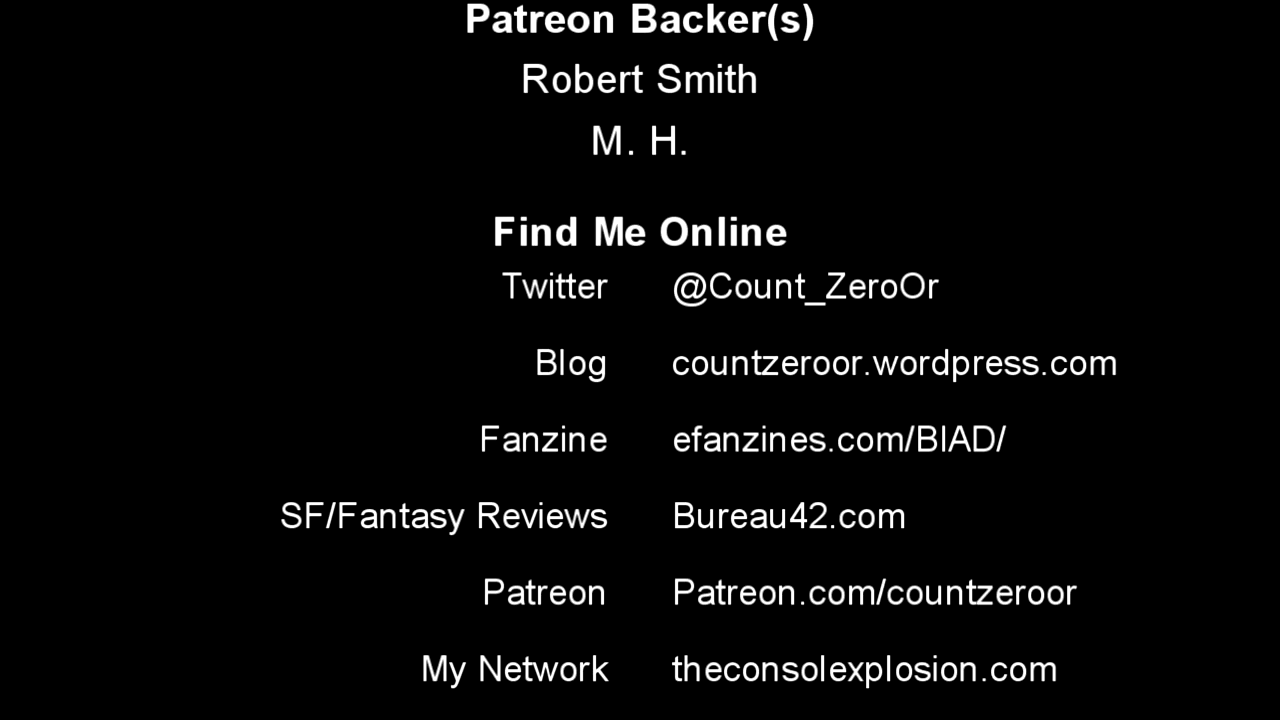 Patreon Backer(s)
Robert Smith
M. H.
Find Me Online
Twitter @Count_ZeroOr
Blog countzeroor.wordpress.com
Fanzine efanzines.com/BIAD/
SF/Fantasy Reviews Bureau42.com
Patreon Patreon.com/countzeroor
My Network theconsolexplosion.com